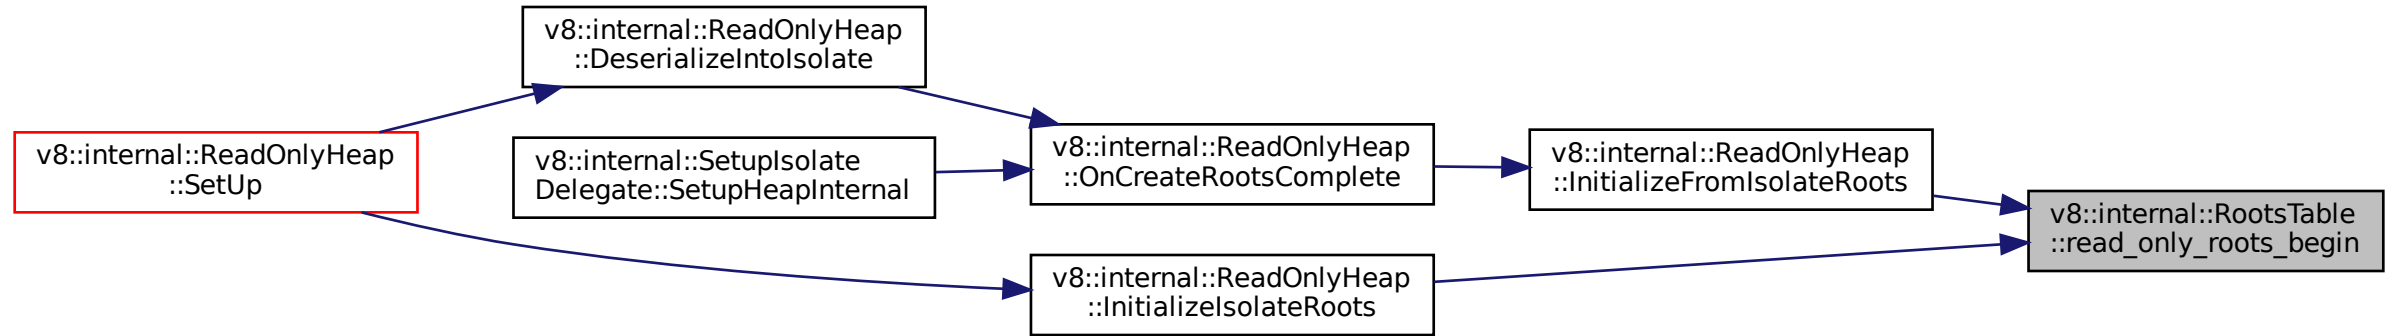 v8::internal::ReadOnlyHeap
::DeserializeIntoIsolate
v8::internal::ReadOnlyHeap
::SetUp
v8::internal::SetupIsolate
Delegate::SetupHeapInternal
v8::internal::ReadOnlyHeap
::OnCreateRootsComplete
v8::internal::ReadOnlyHeap
::InitializeFromIsolateRoots
v8::internal::RootsTable
::read_only_roots_begin
v8::internal::ReadOnlyHeap
::InitializeIsolateRoots